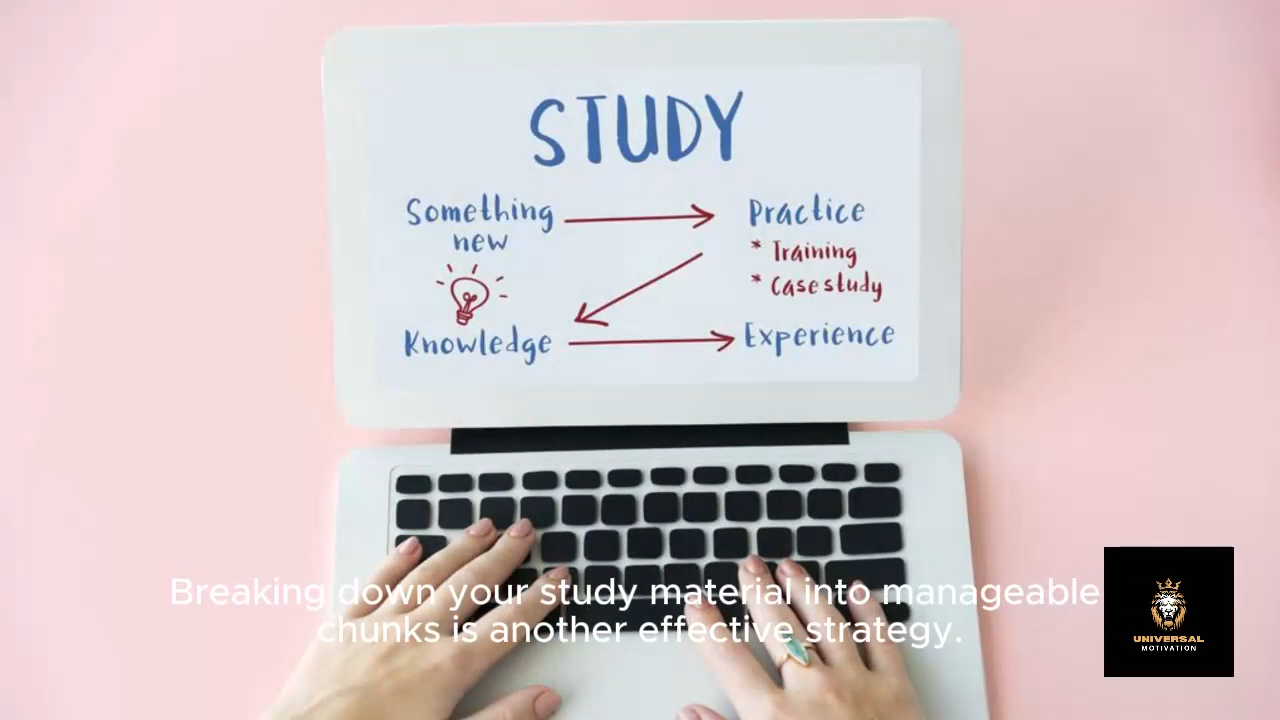 STUDY
Something
new
Practice
* Training
* Case study
Knowledge
Experience
Breaking down your study material into manageable
chunks is another effective strategy.
UNIVERSAL
MOTIVATION